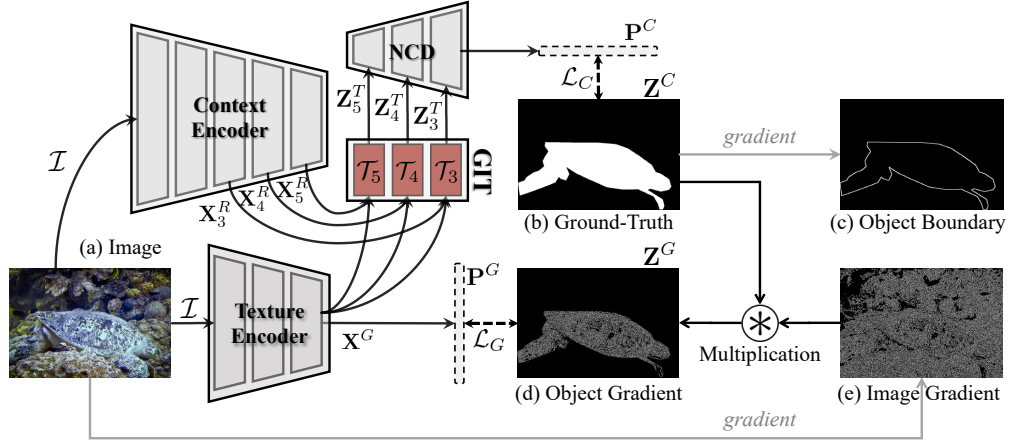 NCD
P^C
L_C
Z^C
Z_5^T
Z_4^T
Z_3^T
Context
Encoder
I
gradient
T_5
T_4
T_3
GIT
X_3^R
X_4^R
X_5^R
(a) Image
(b) Ground-Truth
(c) Object Boundary
Z^G
P^G
I
Texture
Encoder
X^G
L_G
Multiplication
(d) Object Gradient
(e) Image Gradient
gradient